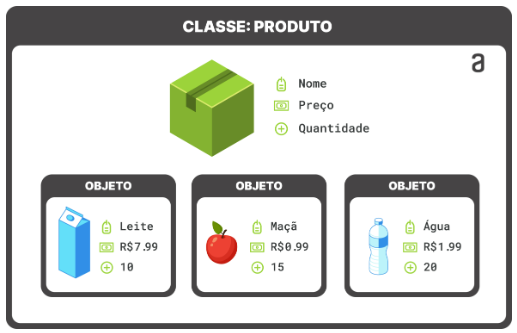 CLASSE: PRODUTO
a
Nome
Preço
Quantidade
OBJETO
Leite
R$7.99
10
OBJETO
Maçã
R$0.99
15
OBJETO
Água
R$1.99
20